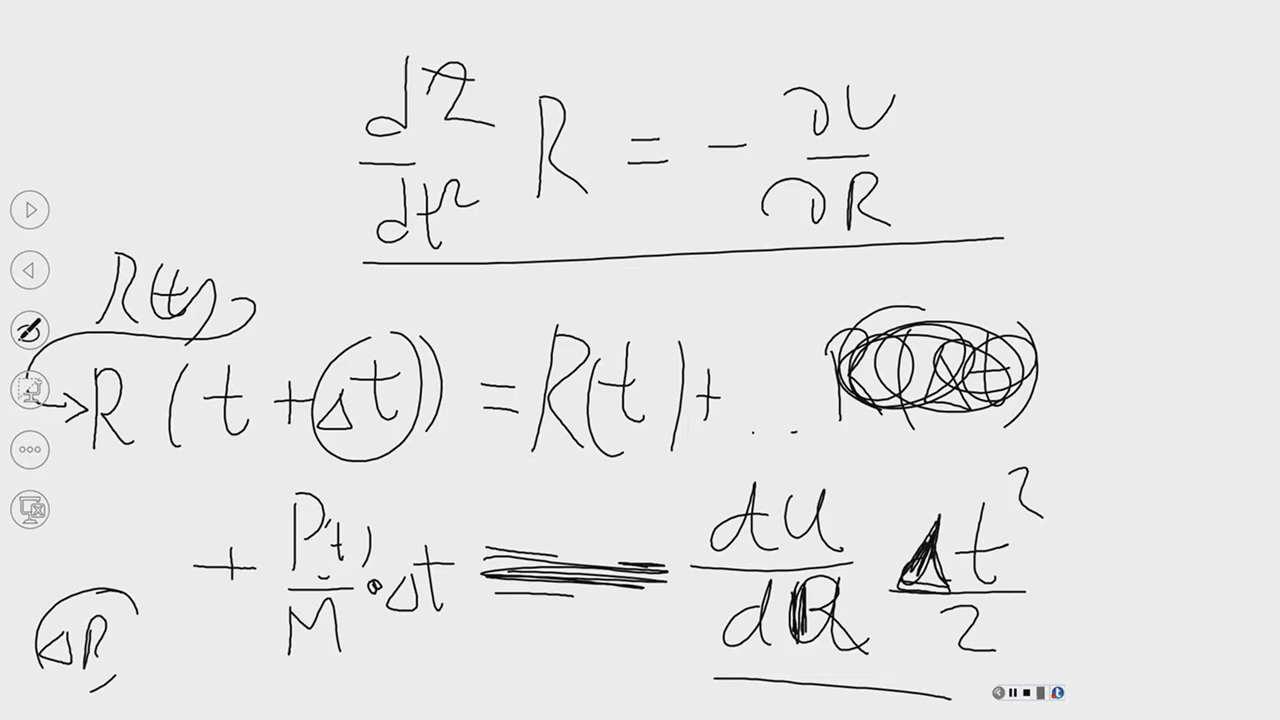 d²/dt² R = - ∂U/∂R
R(t)
R(t + Δt) = R(t) + ...
+ P(t)/M · Δt - dU/dR Δt²/2
ΔR